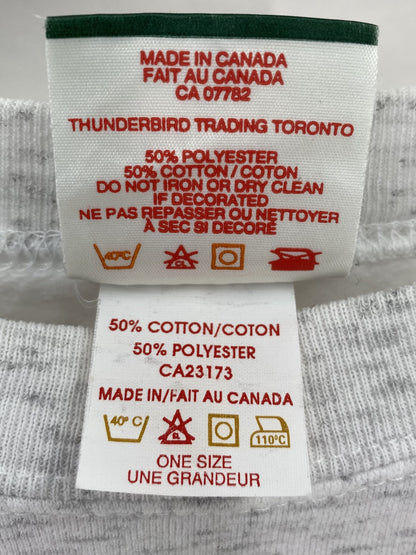 MADE IN CANADA
FAIT AU CANADA
CA 07782
THUNDERBIRD TRADING TORONTO
50% POLYESTER
50% COTTON / COTON
DO NOT IRON OR DRY CLEAN
IF DECORATED
NE PAS REPASSER OU NETTOYER
À SEC SI DECORÉ
40°C CL
50% COTTON/COTON
50% POLYESTER
CA23173
MADE IN/FAIT AU CANADA
40° C 110°C
ONE SIZE
UNE GRANDEUR